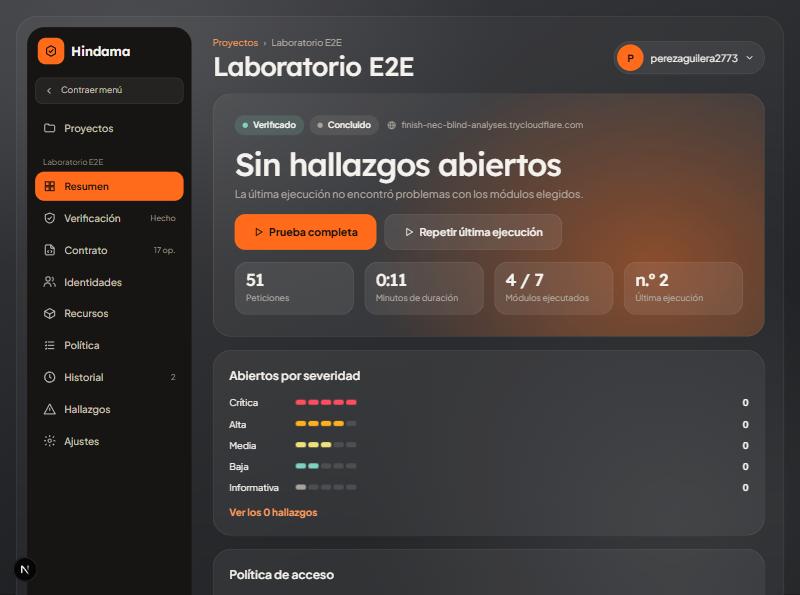 Hindama
Contraer menú
Proyectos
Laboratorio E2E
Resumen
Verificación Hecho
Contrato 17 op.
Identidades
Recursos
Política
Historial 2
Hallazgos
Ajustes
N
Proyectos › Laboratorio E2E
Laboratorio E2E
P perezaguilera2773
Verificado Concluido finish-nec-blind-analyses.trycloudflare.com
Sin hallazgos abiertos
La última ejecución no encontró problemas con los módulos elegidos.
Prueba completa Repetir última ejecución
51 0:11 4 / 7 n.º 2
Peticiones Minutos de duración Módulos ejecutados Última ejecución
Abiertos por severidad
Crítica 0
Alta 0
Media 0
Baja 0
Informativa 0
Ver los 0 hallazgos
Política de acceso